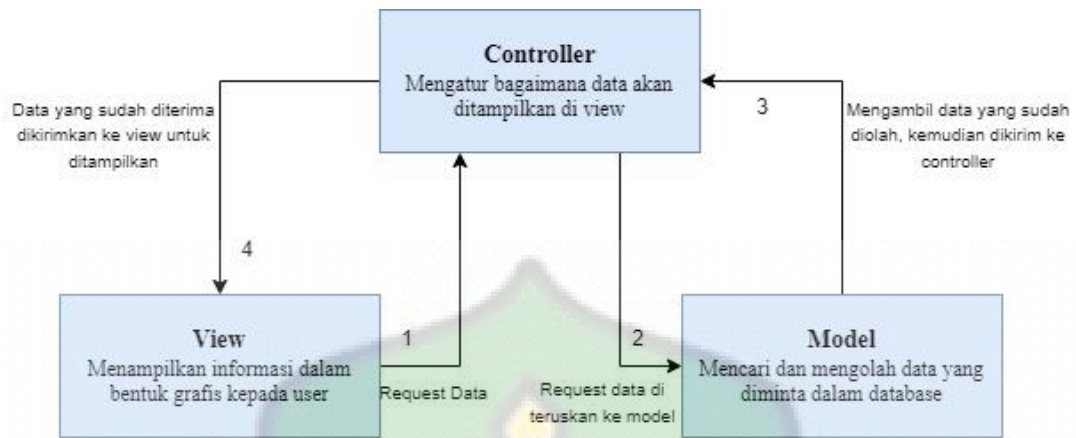 Controller
Mengatur bagaimana data akan
ditampilkan di view
Data yang sudah diterima
dikirimkan ke view untuk
ditampilkan
3
Mengambil data yang sudah
diolah, kemudian dikirim ke
controller
4
View
Menampilkan informasi dalam
bentuk grafis kepada user
1
Request Data
2
Request data di
teruskan ke model
Model
Mencari dan mengolah data yang
diminta dalam database